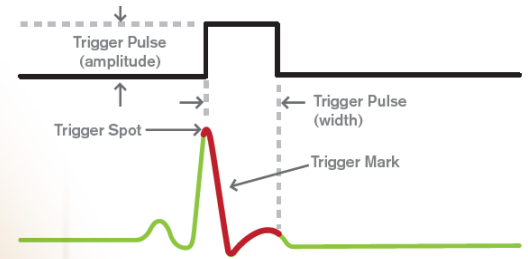 Trigger Pulse
(amplitude)
Trigger Pulse
(width)
Trigger Spot
Trigger Mark